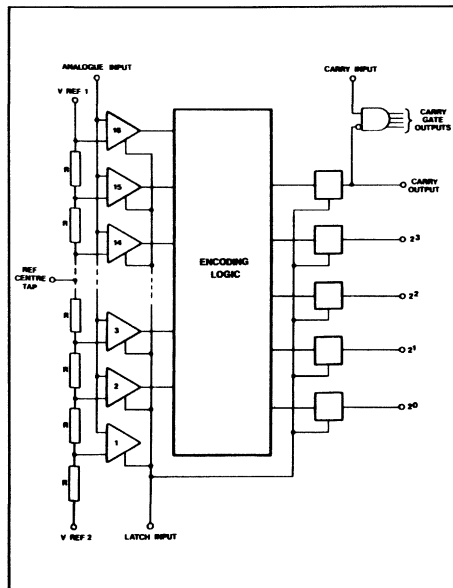 ANALOGUE INPUT
V REF 1
CARRY INPUT
CARRY
GATE
OUTPUTS
16
R
CARRY
OUTPUT
15
R
14
2³
REF
CENTRE
TAP
ENCODING
LOGIC
2²
R
3
R
2
2¹
R
1
2⁰
R
V REF 2
LATCH INPUT